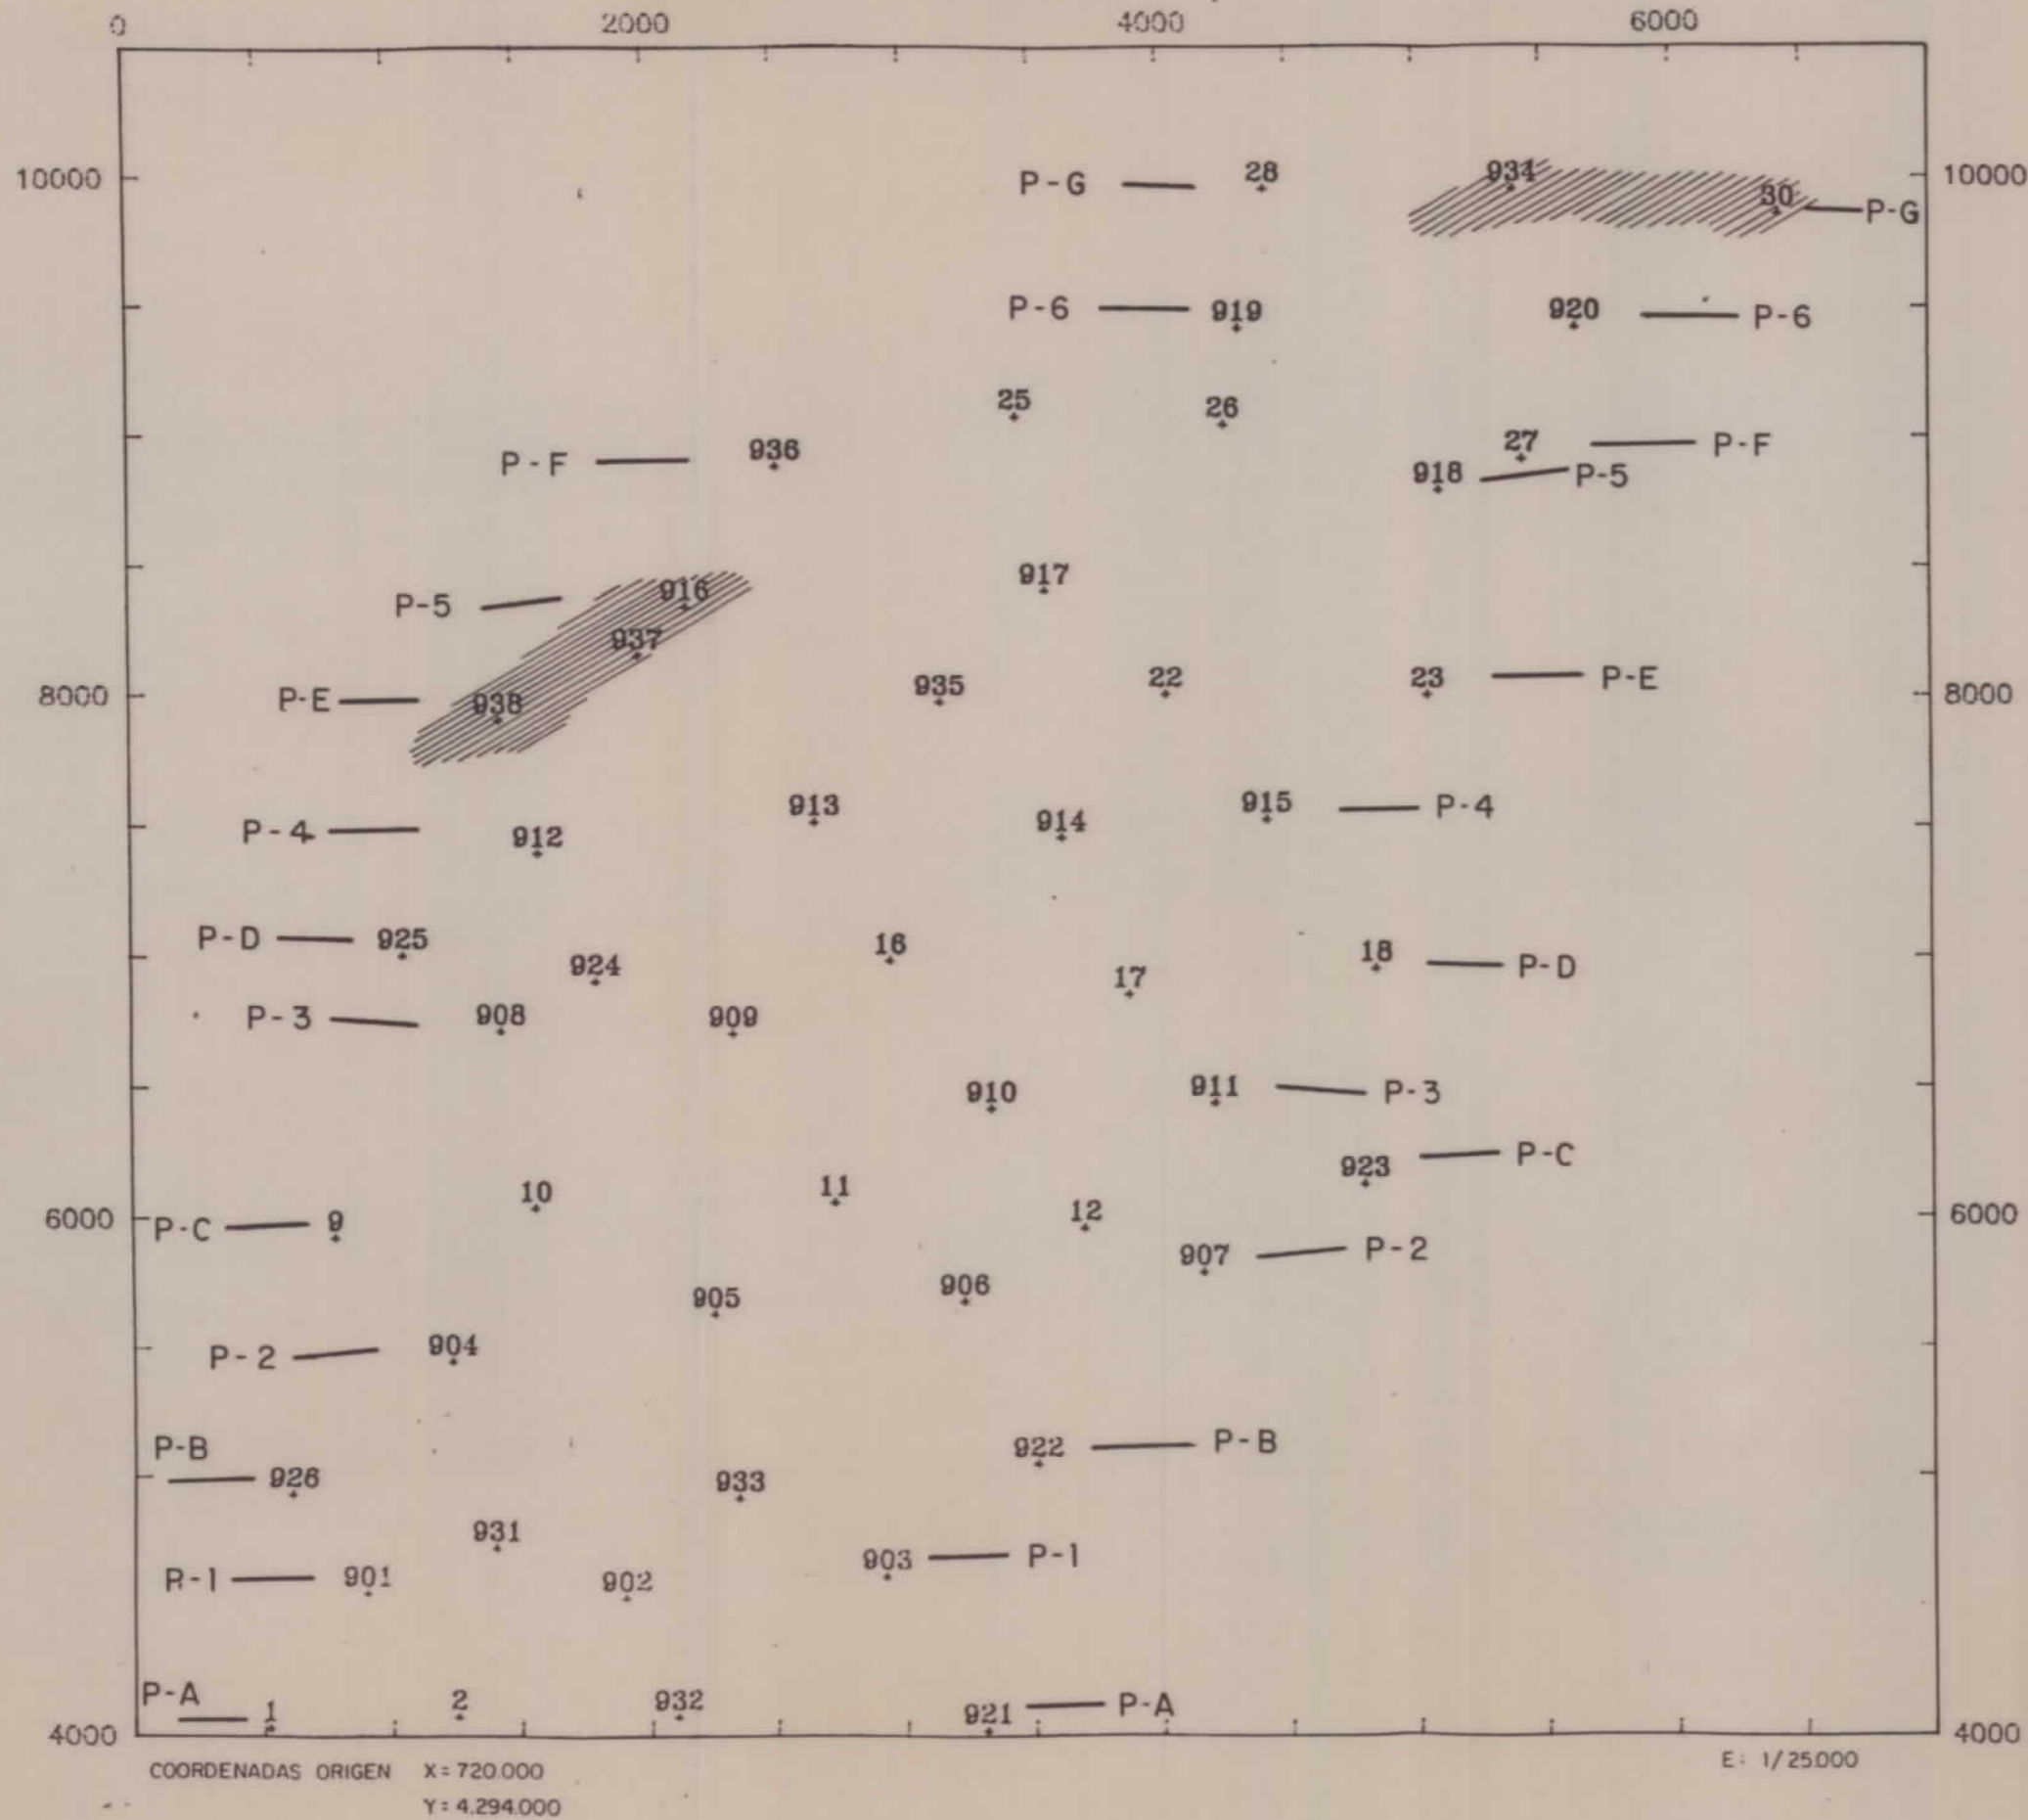 0 2000 4000 6000
10000 P-G 28 934 30 P-G 10000
P-6 919 920 P-6
25 26
P-F 936 27 P-F
918 P-5
P-5 916 917
937
P-E 938 935 22 23 P-E
8000 8000
P-4 912 913 914 915 P-4
P-D 925 924 16 17 18 P-D
P-3 908 909
910 911 P-3
923 P-C
6000 P-C 9 10 11 12 6000
907 P-2
905 906
P-2 904
P-B 922 P-B
926 933
931
P-1 901 902 903 P-1
P-A 1 2 932 921 P-A
4000 4000
COORDENADAS ORIGEN X=720.000 E: 1/25.000
Y=4.294.000